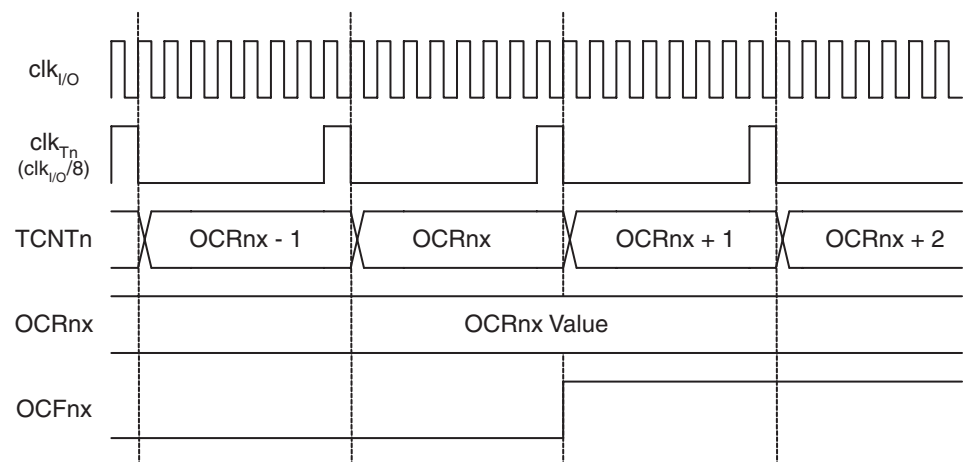 clkI/O
clkTn
(clkI/O/8)
TCNTn
OCRnx - 1
OCRnx
OCRnx + 1
OCRnx + 2
OCRnx
OCRnx Value
OCFnx